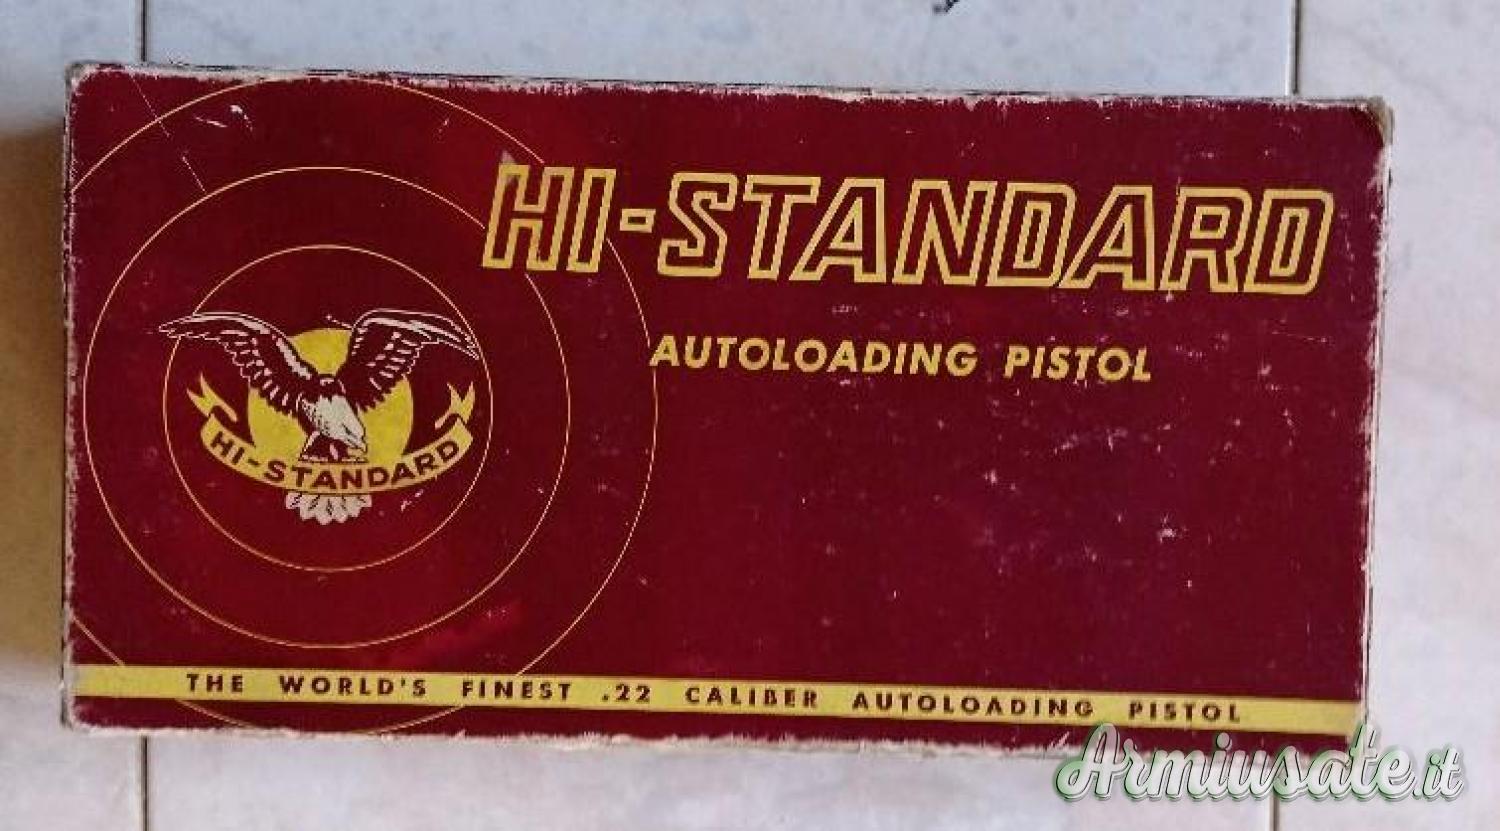 HI-STANDARD
AUTOLOADING PISTOL
HI-STANDARD
THE WORLD'S FINEST .22 CALIBER AUTOLOADING PISTOL
Armiusate.it